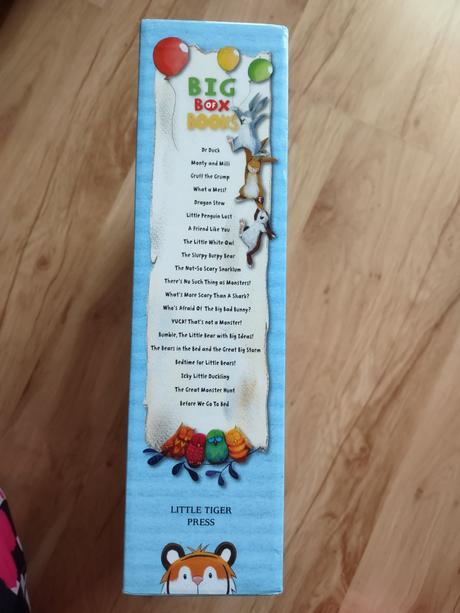 BIG
BOX OF
BOOKS
Dr Duck
Monty and Milli
Gruff the Grump
What a Mess!
Dragon Stew
Little Penguin Lost
A Friend Like You
The Little White Owl
The Slurpy Burpy Bear
The Not-So Scary Snorklum
There's No Such Thing as Monsters!
What's More Scary Than A Shark?
Who's Afraid Of The Big Bad Bunny?
YUCK! That's not a Monster!
Bumble, The Little Bear with Big Ideas!
The Bears in the Bed and the Great Big Storm
Bedtime for Little Bears!
Icky Little Duckling
The Great Monster Hunt
Before We Go To Bed
LITTLE TIGER
PRESS